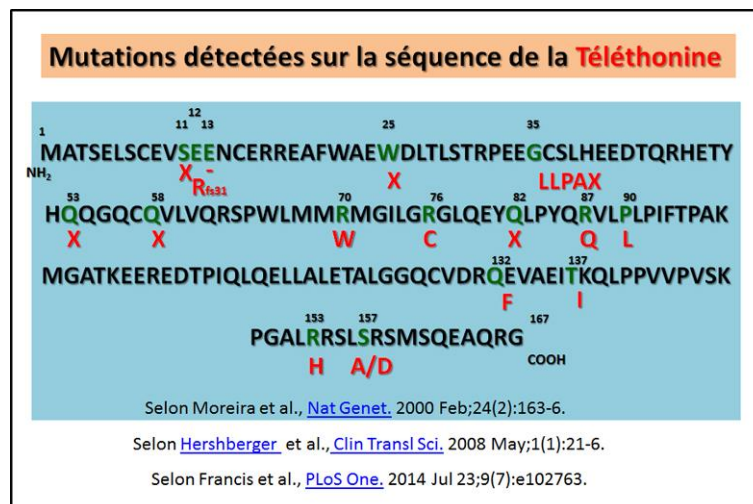 Mutations détectées sur la séquence de la Téléthonine
1 11 12 13 25 35
MATSELSCEVSEENCERREAFWAEWDLTLSTRPEEGCSLHEEDTQRHETY
NH2 X R - fs31 X LLPAX
53 58 70 76 82 87 90
HQQGQCQVLVQRSPWLMMRMGILGRGLQEYQLPYQRVLPLPIFTPAK
X X W C X Q L
132 137
MGATKEEREDTPIQLQELLALETALGGQCVDRQEVAEITKQLPPVVPVSK
F I
153 157 167
PGALRRSLSRSMSQEAQRG
H A/D COOH
Selon Moreira et al., Nat Genet. 2000 Feb;24(2):163-6.
Selon Hershberger et al., Clin Transl Sci. 2008 May;1(1):21-6.
Selon Francis et al., PLoS One. 2014 Jul 23;9(7):e102763.